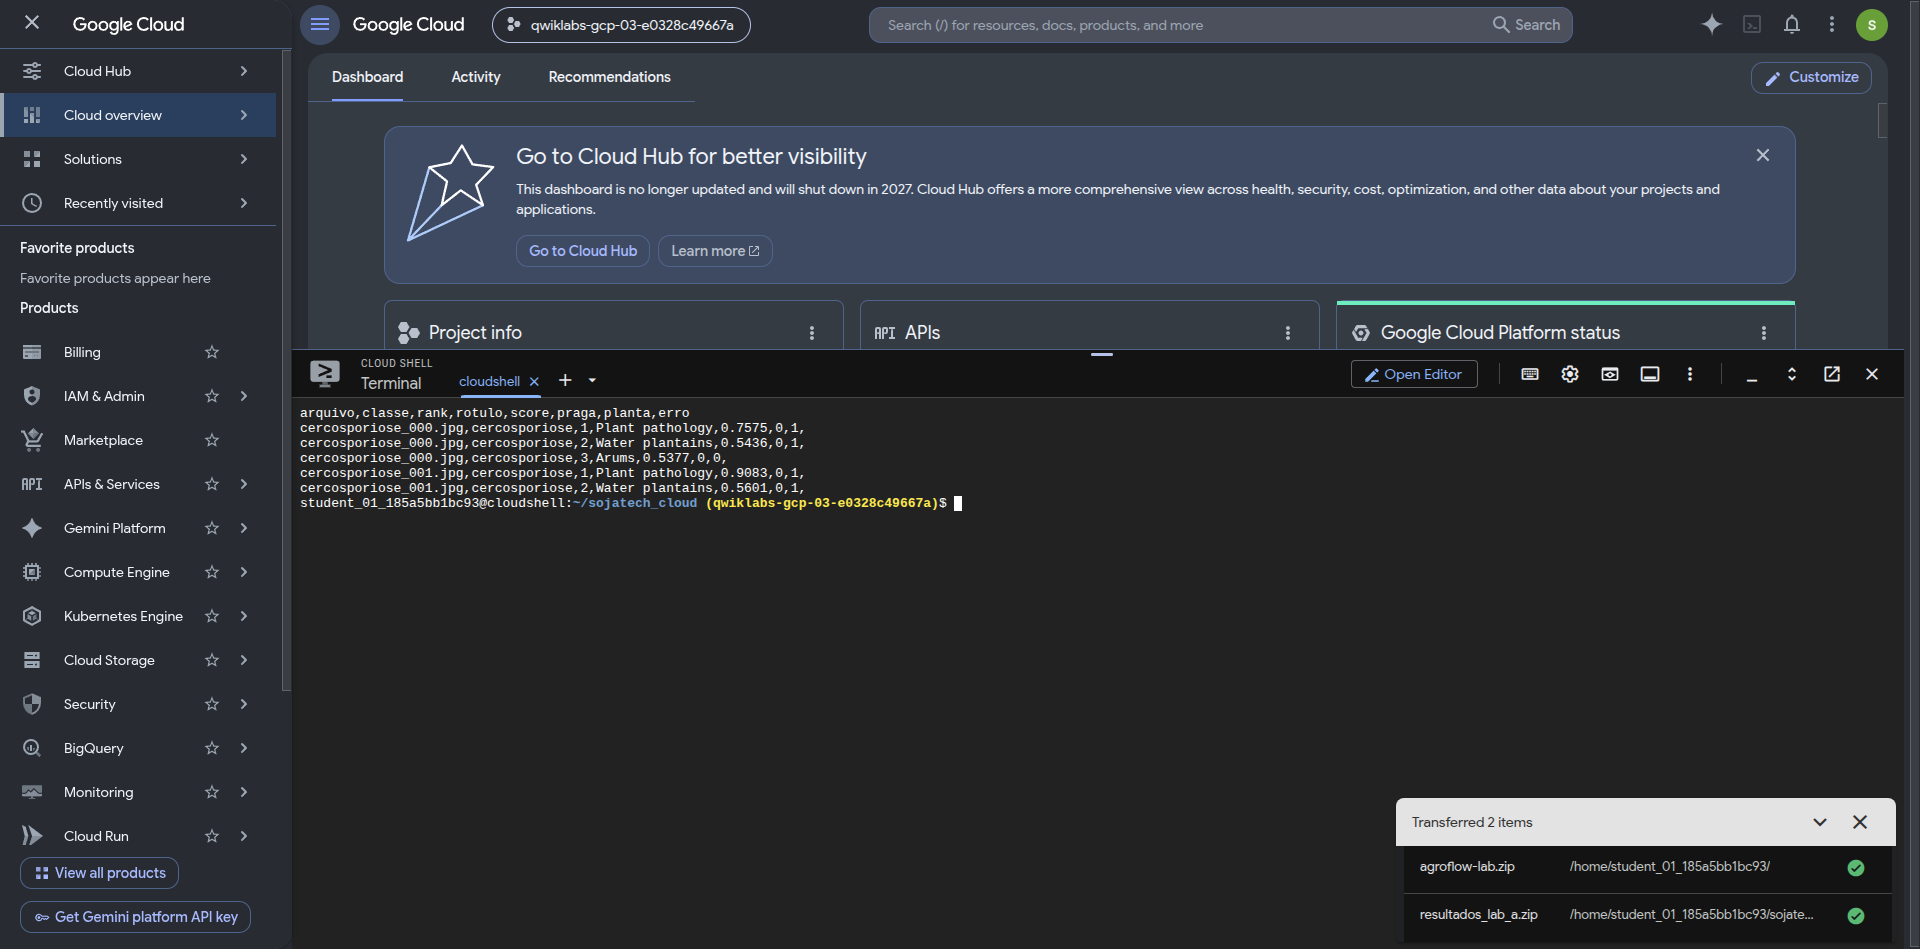 Google Cloud
Cloud Hub
Cloud overview
Solutions
Recently visited
Favorite products
Favorite products appear here
Products
Billing
IAM & Admin
Marketplace
API APIs & Services
Gemini Platform
Compute Engine
Kubernetes Engine
Cloud Storage
Security
BigQuery
Monitoring
Cloud Run
View all products
Get Gemini platform API key
Google Cloud
qwiklabs-gcp-03-e0328c49667a
Search (/) for resources, docs, products, and more
Search
S
Dashboard Activity Recommendations
Customize
Go to Cloud Hub for better visibility
This dashboard is no longer updated and will shut down in 2027. Cloud Hub offers a more comprehensive view across health, security, cost, optimization, and other data about your projects and
applications.
Go to Cloud Hub Learn more
Project info
API APIs
Google Cloud Platform status
CLOUD SHELL
Terminal
cloudshell
Open Editor
arquivo,classe,rank,rotulo,score,praga,planta,erro
cercosporiose_000.jpg,cercosporiose,1,Plant pathology,0.7575,0,1,
cercosporiose_000.jpg,cercosporiose,2,Water plantains,0.5436,0,1,
cercosporiose_000.jpg,cercosporiose,3,Arums,0.5377,0,0,
cercosporiose_001.jpg,cercosporiose,1,Plant pathology,0.9083,0,1,
cercosporiose_001.jpg,cercosporiose,2,Water plantains,0.5601,0,1,
student_01_185a5bb1bc93@cloudshell:~/sojatech_cloud (qwiklabs-gcp-03-e0328c49667a)$
Transferred 2 items
agroflow-lab.zip /home/student_01_185a5bb1bc93/
resultados_lab_a.zip /home/student_01_185a5bb1bc93/sojate...